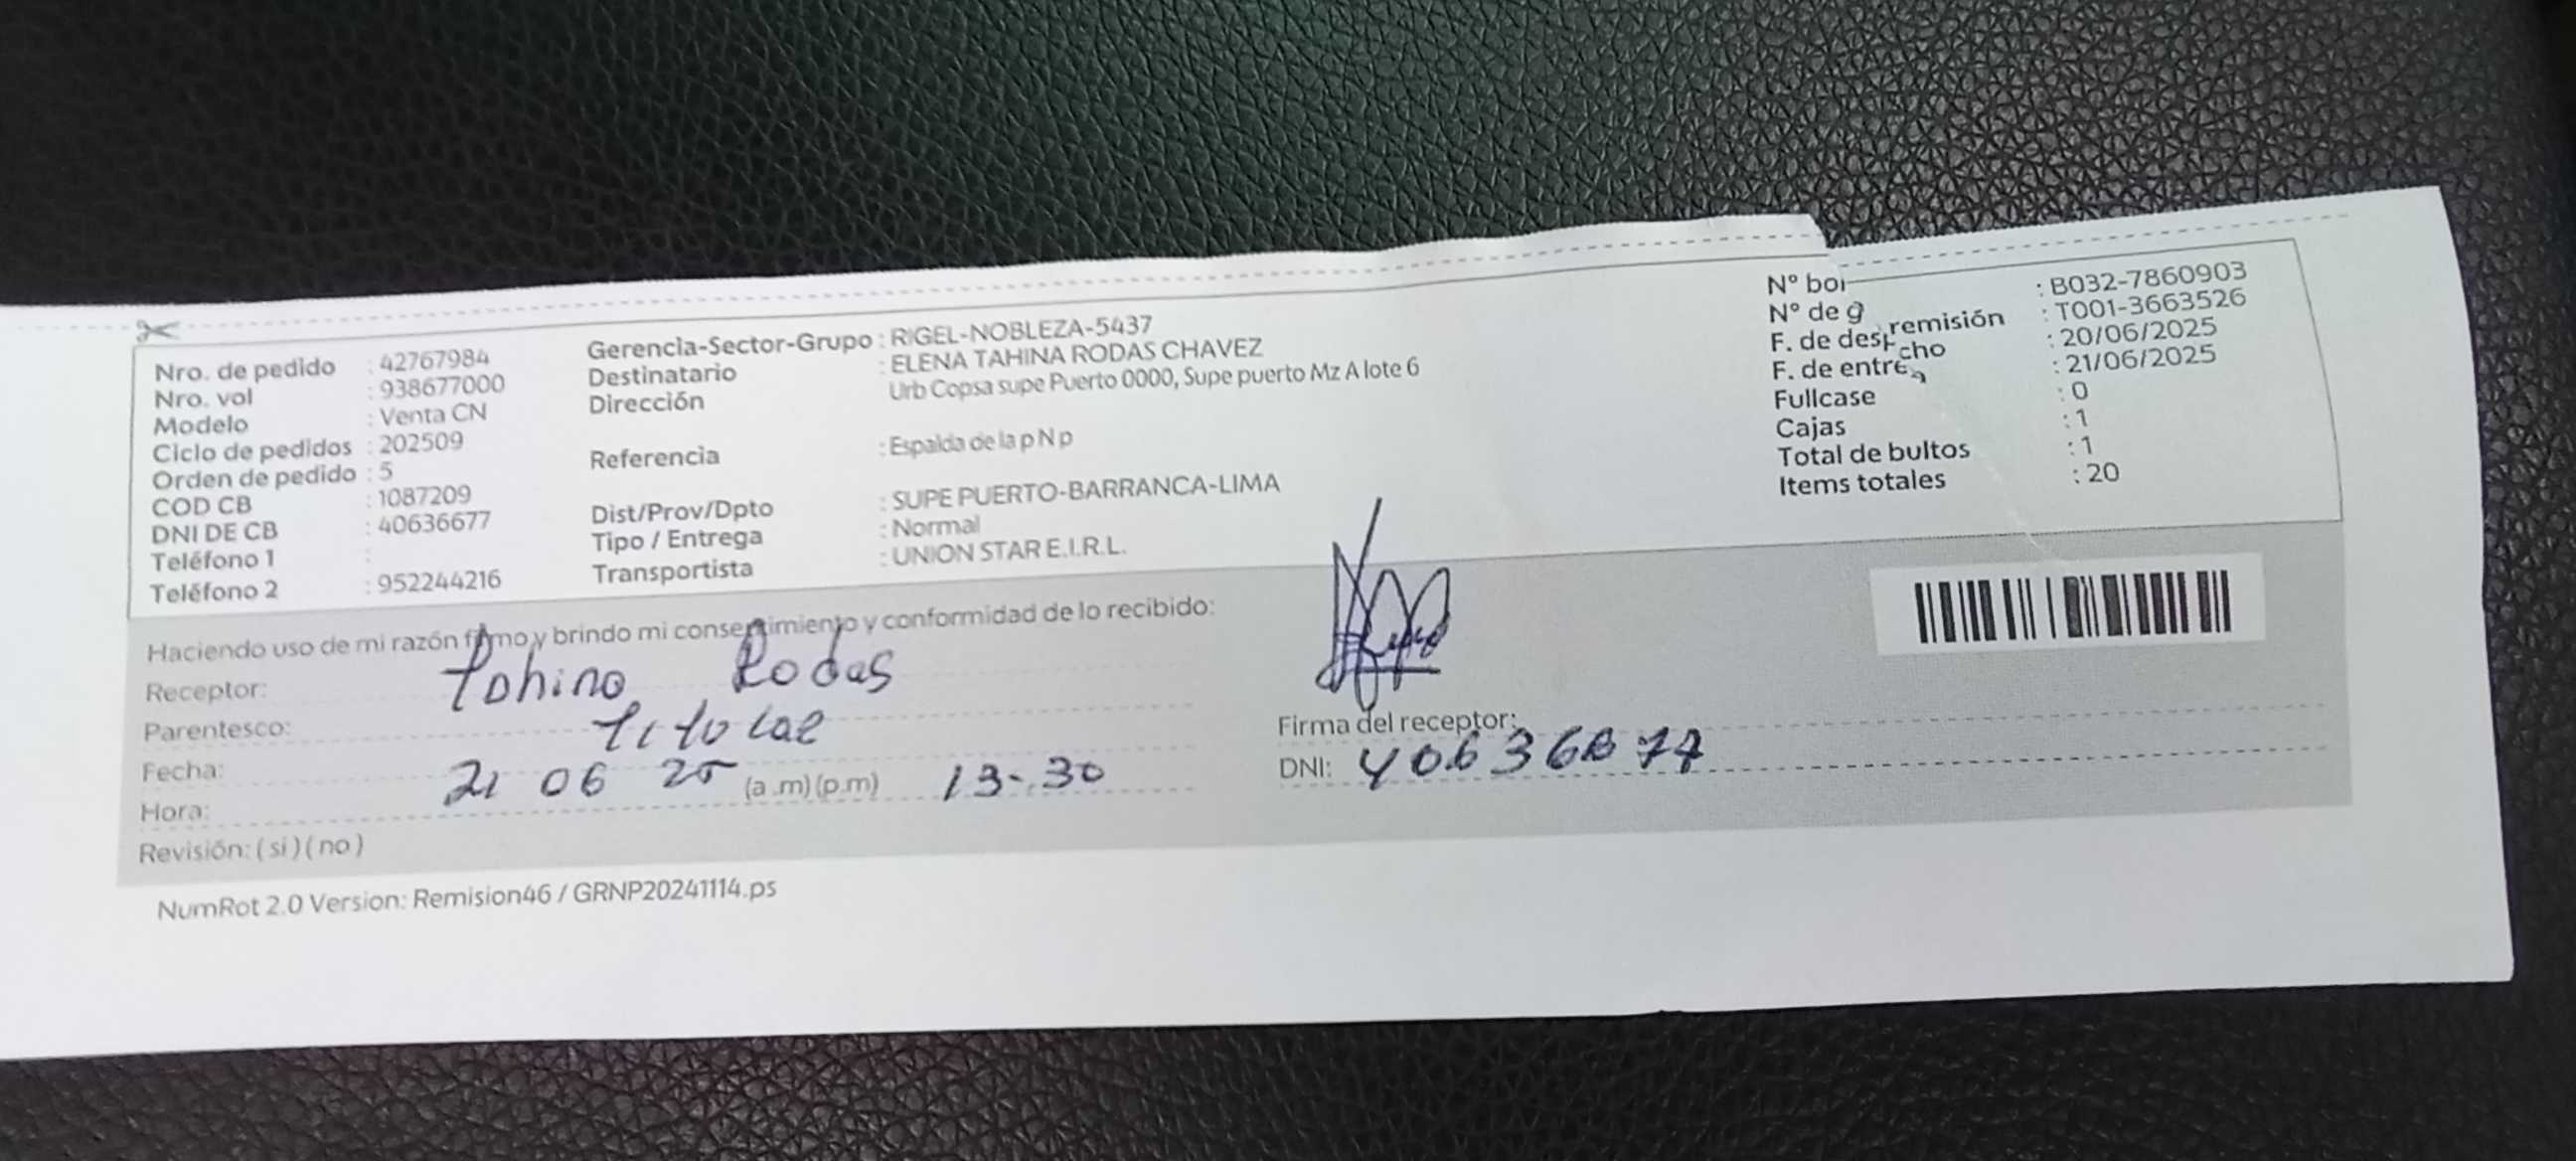 Nro. de pedido : 42767984
Nro. vol : 938677000
Modelo : Venta CN
Ciclo de pedidos : 202509
Orden de pedido : 5
COD CB : 1087209
DNI DE CB : 40636677
Teléfono 1 :
Teléfono 2 : 952244216
Gerencia-Sector-Grupo : RIGEL-NOBLEZA-5437
Destinatario : ELENA TAHINA RODAS CHAVEZ
Dirección Urb Copsa supe Puerto 0000, Supe puerto Mz A lote 6
Referencia : Espalda de la p N p
Dist/Prov/Dpto : SUPE PUERTO-BARRANCA-LIMA
Tipo / Entrega : Normal
Transportista : UNION STAR E.I.R.L.
N° bol : B032-7860903
N° de g remisión : T001-3663526
F. de desp cho : 20/06/2025
F. de entre a : 21/06/2025
Fullcase : 0
Cajas : 1
Total de bultos : 1
Items totales : 20
Haciendo uso de mi razón firmo y brindo mi consentimiento y conformidad de lo recibido:
Receptor: Tahina Rodas
Parentesco: Titular
Fecha: 21 06 25
Hora: (a.m) (p.m) 13:30
Revisión: ( si ) ( no )
Firma del receptor:
DNI:
NumRot 2.0 Version: Remision46 / GRNP20241114.ps